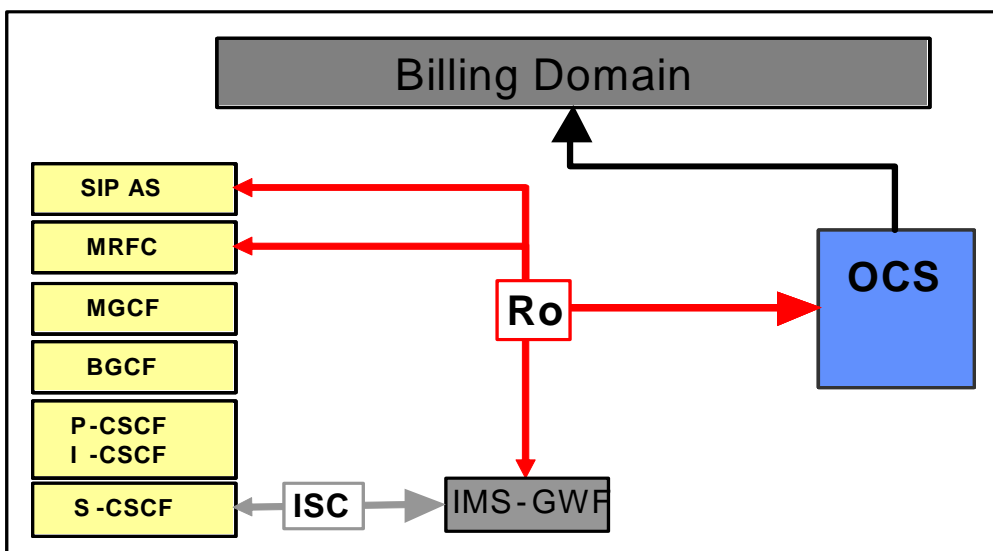 Billing Domain
SIP AS
MRFC
MGCF
BGCF
P-CSCF
I-CSCF
S-CSCF
ISC
IMS-GWF
Ro
OCS